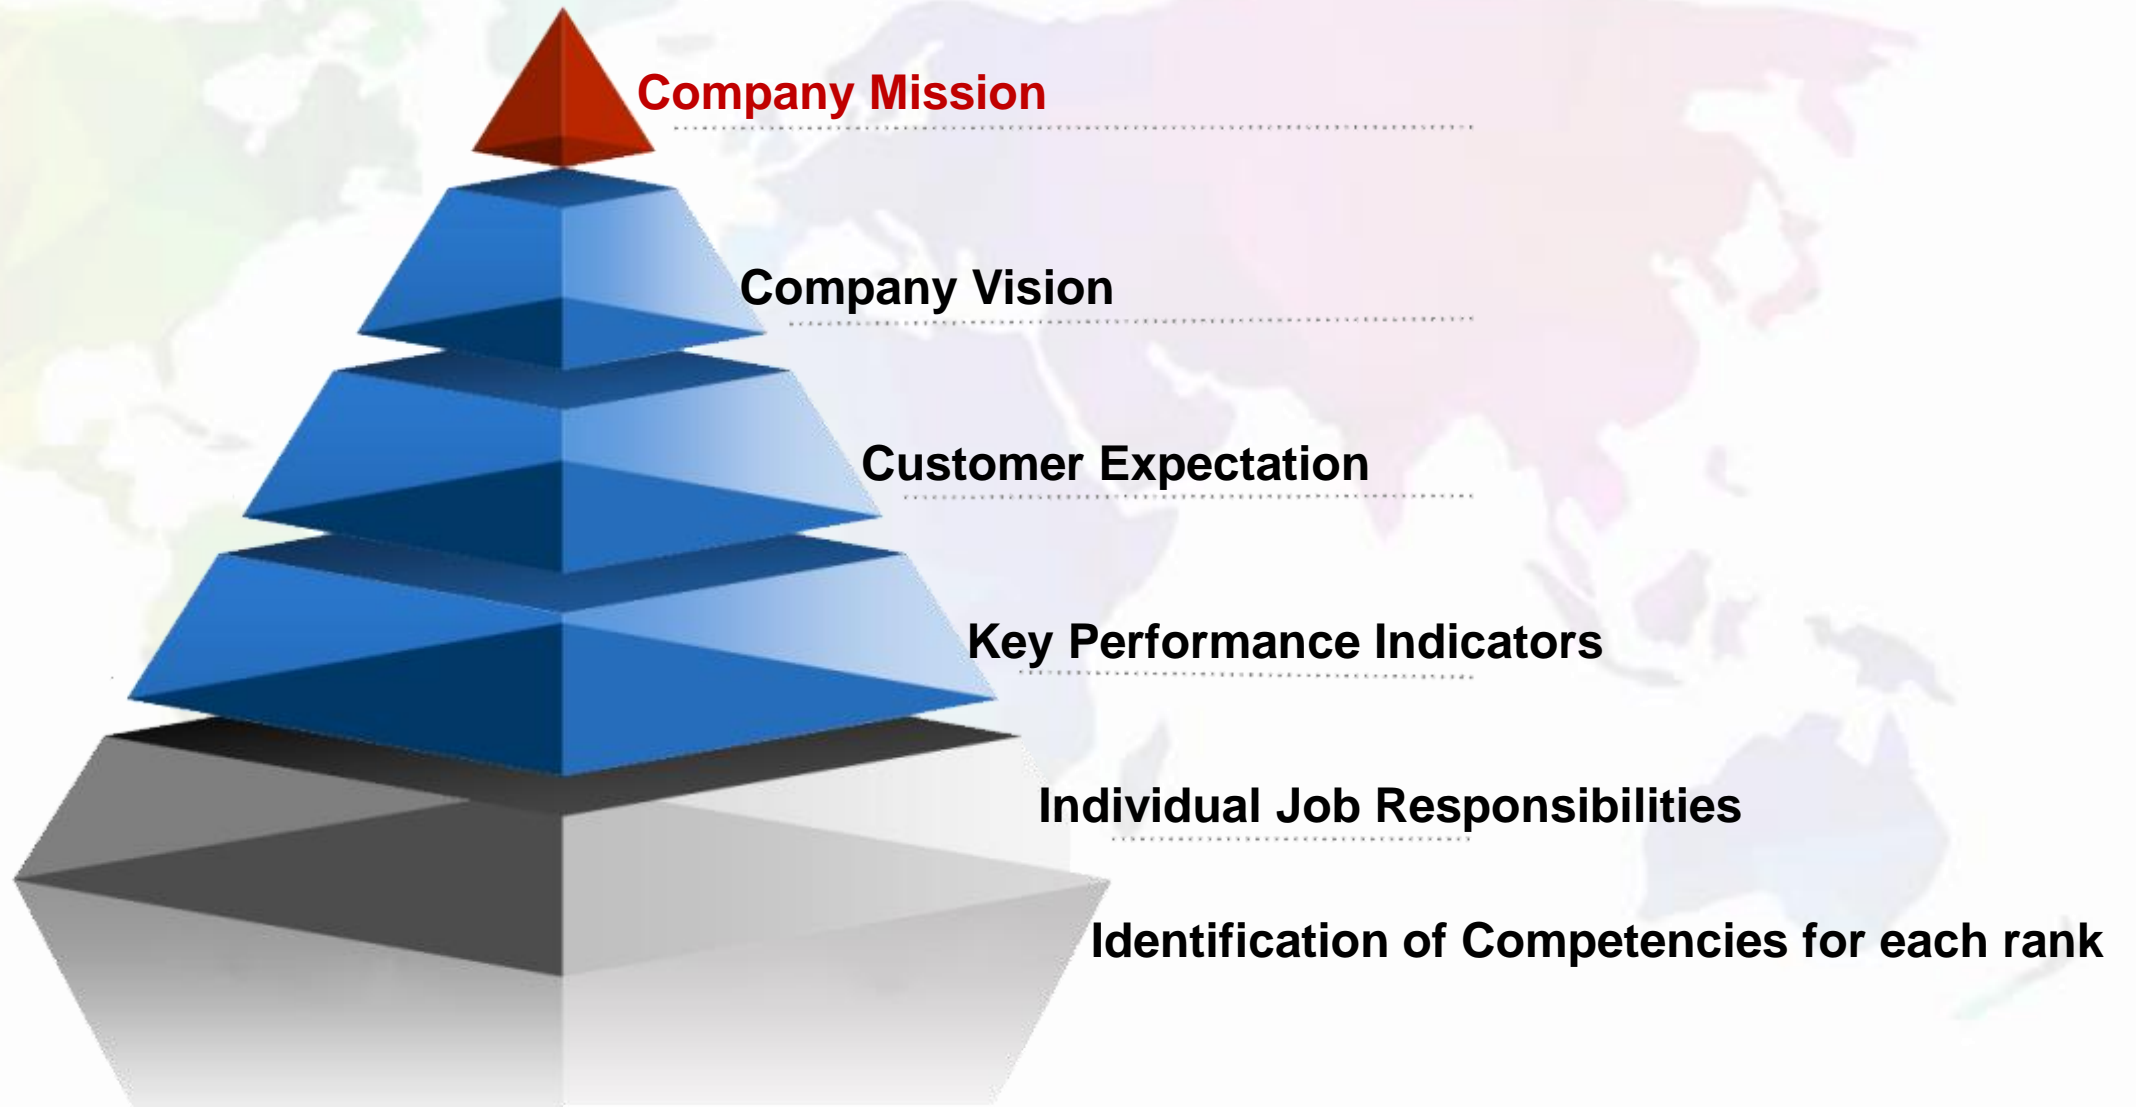 Company Mission
Company Vision
Customer Expectation
Key Performance Indicators
Individual Job Responsibilities
Identification of Competencies for each rank